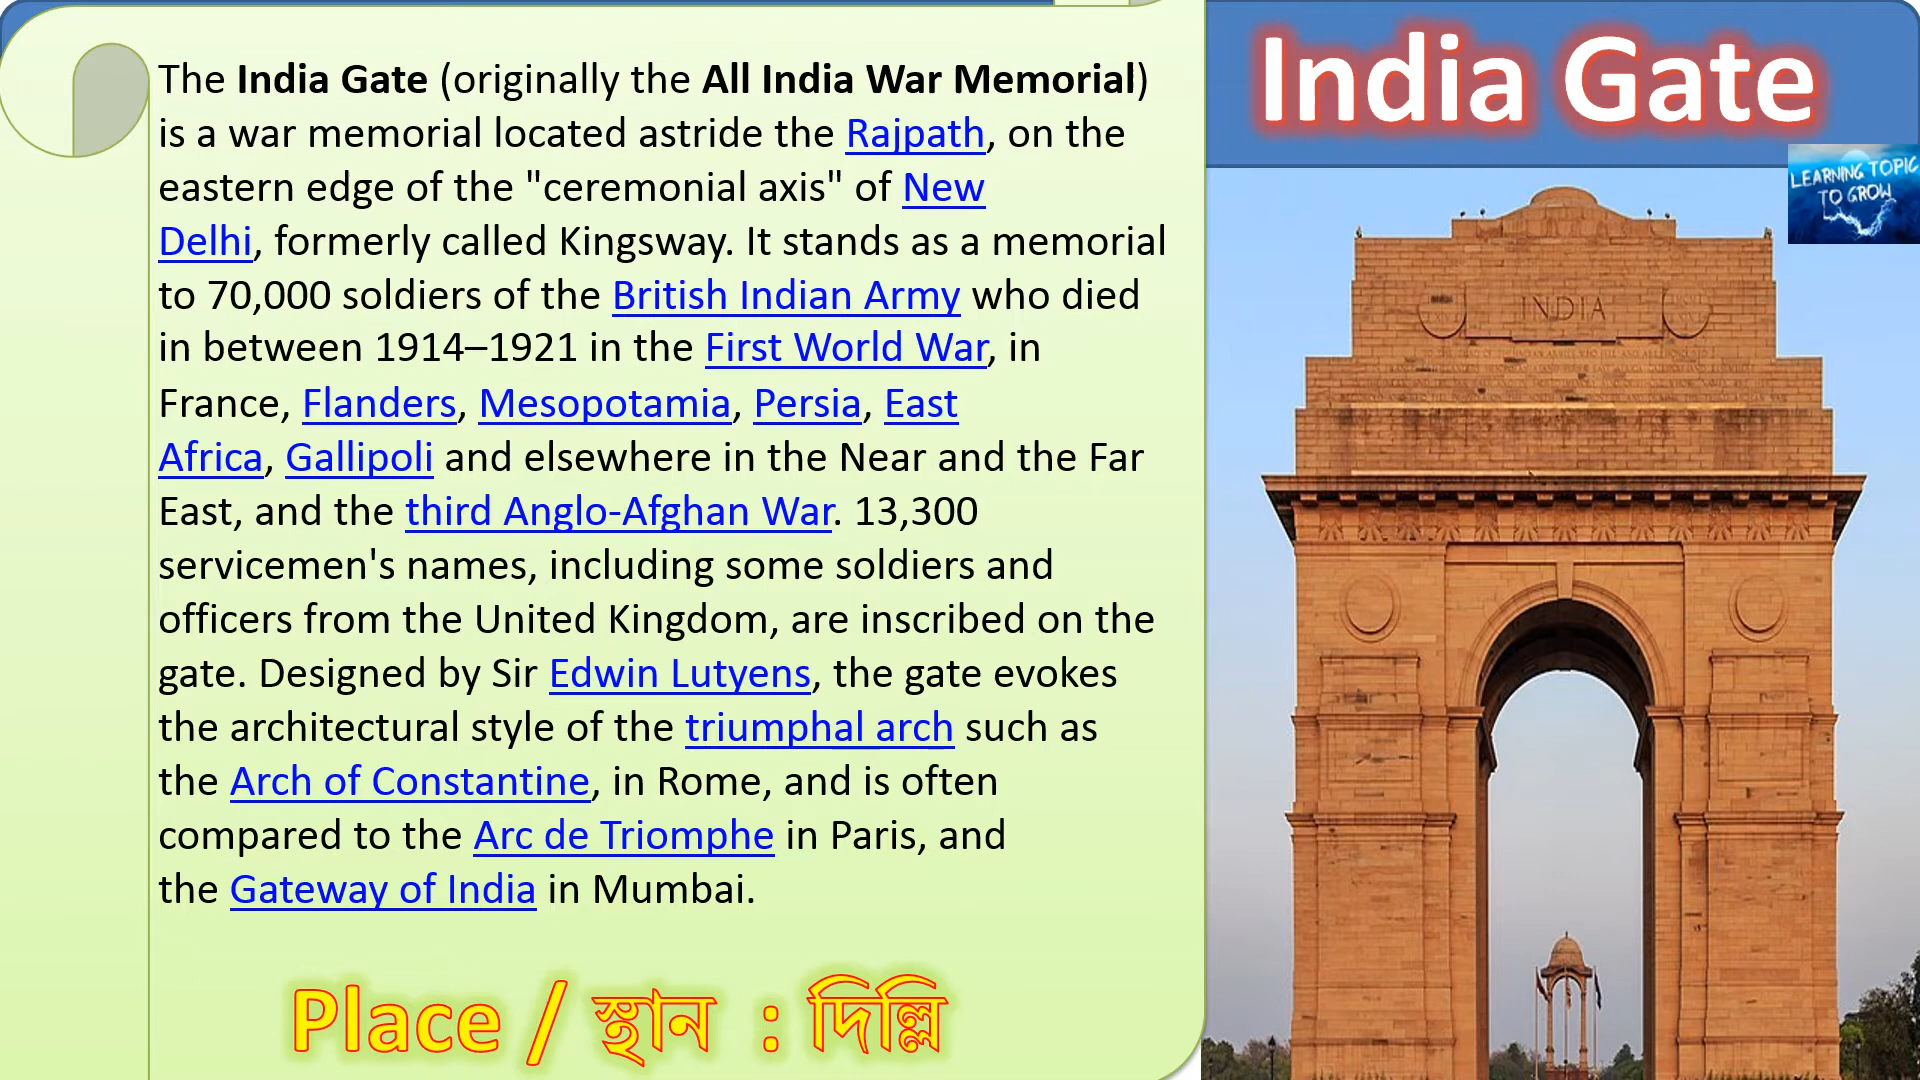 The India Gate (originally the All India War Memorial)
is a war memorial located astride the Rajpath, on the
eastern edge of the "ceremonial axis" of New
Delhi, formerly called Kingsway. It stands as a memorial
to 70,000 soldiers of the British Indian Army who died
in between 1914–1921 in the First World War, in
France, Flanders, Mesopotamia, Persia, East
Africa, Gallipoli and elsewhere in the Near and the Far
East, and the third Anglo-Afghan War. 13,300
servicemen's names, including some soldiers and
officers from the United Kingdom, are inscribed on the
gate. Designed by Sir Edwin Lutyens, the gate evokes
the architectural style of the triumphal arch such as
the Arch of Constantine, in Rome, and is often
compared to the Arc de Triomphe in Paris, and
the Gateway of India in Mumbai.
Place / স্থান : দিল্লি
India Gate
LEARNING TOPIC
TO GROW
INDIA